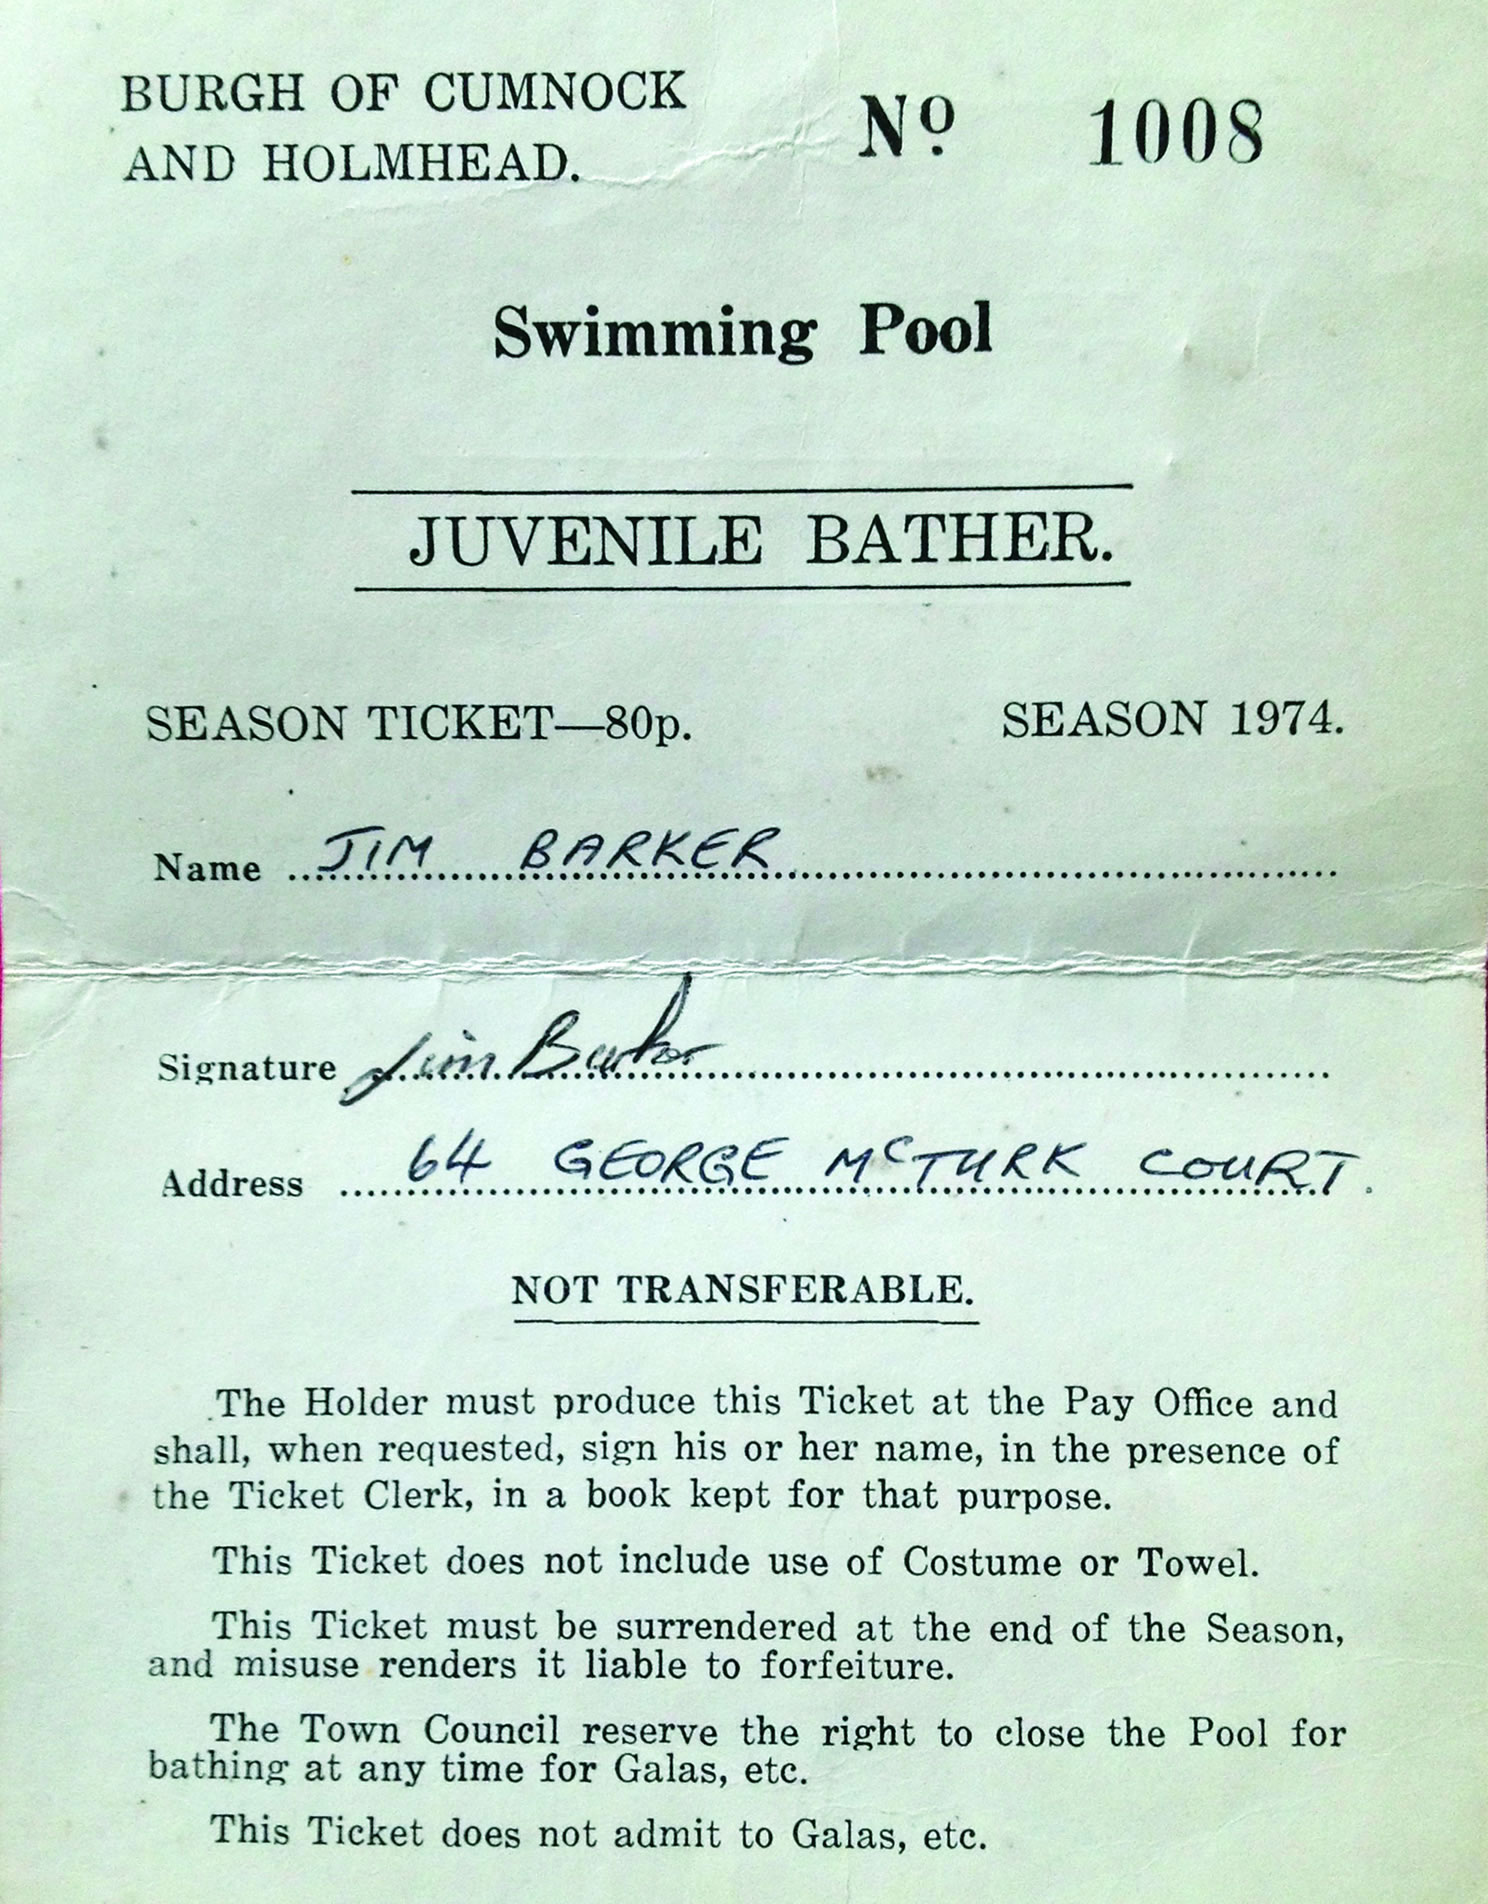 BURGH OF CUMNOCK
AND HOLMHEAD.
Nº 1008
Swimming Pool
JUVENILE BATHER.
SEASON TICKET—80p. SEASON 1974.
Name JIM BARKER
Signature Jim Barker
Address 64 GEORGE McTURK COURT.
NOT TRANSFERABLE.
The Holder must produce this Ticket at the Pay Office and
shall, when requested, sign his or her name, in the presence of
the Ticket Clerk, in a book kept for that purpose.
This Ticket does not include use of Costume or Towel.
This Ticket must be surrendered at the end of the Season,
and misuse renders it liable to forfeiture.
The Town Council reserve the right to close the Pool for
bathing at any time for Galas, etc.
This Ticket does not admit to Galas, etc.